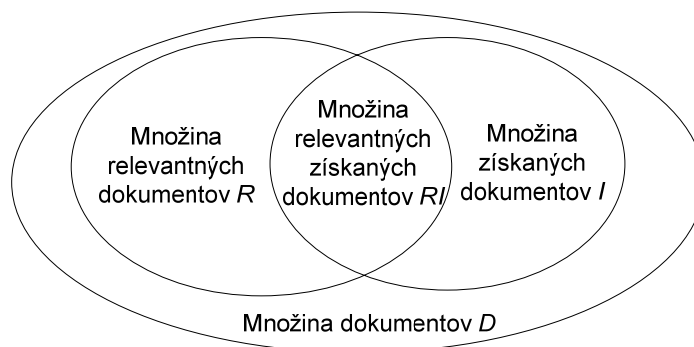 Množina
relevantných
dokumentov R
Množina
relevantných
získaných
dokumentov RI
Množina
získaných
dokumentov I
Množina dokumentov D